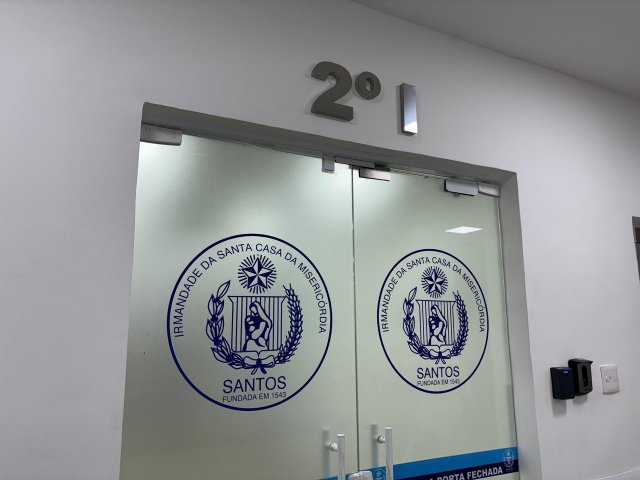 2º I
IRMANDADE DA SANTA CASA DA MISERICÓRDIA
SANTOS
FUNDADA EM 1543
IRMANDADE DA SANTA CASA DA MISERICÓRDIA
SANTOS
FUNDADA EM 1543
PORTA FECHADA